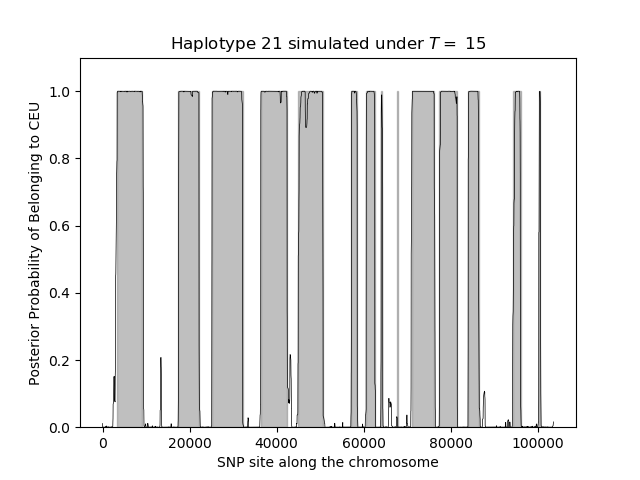 Haplotype 21 simulated under T = 15
Posterior Probability of Belonging to CEU
1.0
0.8
0.6
0.4
0.2
0.0
0 20000 40000 60000 80000 100000
SNP site along the chromosome